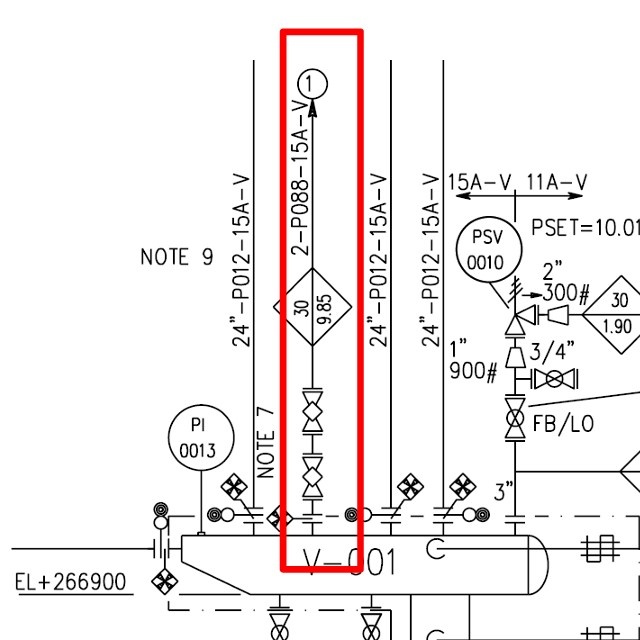 1
2-P088-15A-V
24"-P012-15A-V
24"-P012-15A-V
24"-P012-15A-V
15A-V
11A-V
PSV
0010
PSET=10.01
NOTE 9
2"
300#
30
9.85
30
1.90
1"
900#
3/4"
PI
0013
NOTE 7
FB/LO
3"
V-001
EL+266900